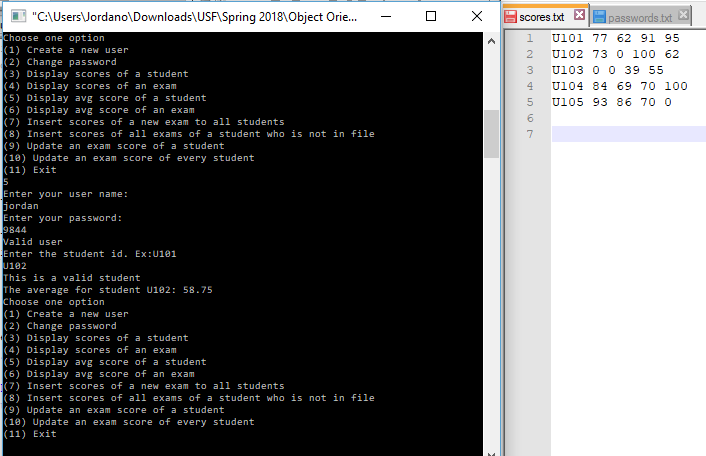 "C:\Users\Jordano\Downloads\USF\Spring 2018\Object Orie...
Choose one option
(1) Create a new user
(2) Change password
(3) Display scores of a student
(4) Display scores of an exam
(5) Display avg score of a student
(6) Display avg score of an exam
(7) Insert scores of a new exam to all students
(8) Insert scores of all exams of a student who is not in file
(9) Update an exam score of a student
(10) Update an exam score of every student
(11) Exit
5
Enter your user name:
jordan
Enter your password:
9844
Valid user
Enter the student id. Ex:U101
U102
This is a valid student
The average for student U102: 58.75
Choose one option
(1) Create a new user
(2) Change password
(3) Display scores of a student
(4) Display scores of an exam
(5) Display avg score of a student
(6) Display avg score of an exam
(7) Insert scores of a new exam to all students
(8) Insert scores of all exams of a student who is not in file
(9) Update an exam score of a student
(10) Update an exam score of every student
(11) Exit
scores.txt passwords.txt
1 U101 77 62 91 95
2 U102 73 0 100 62
3 U103 0 0 39 55
4 U104 84 69 70 100
5 U105 93 86 70 0
6
7